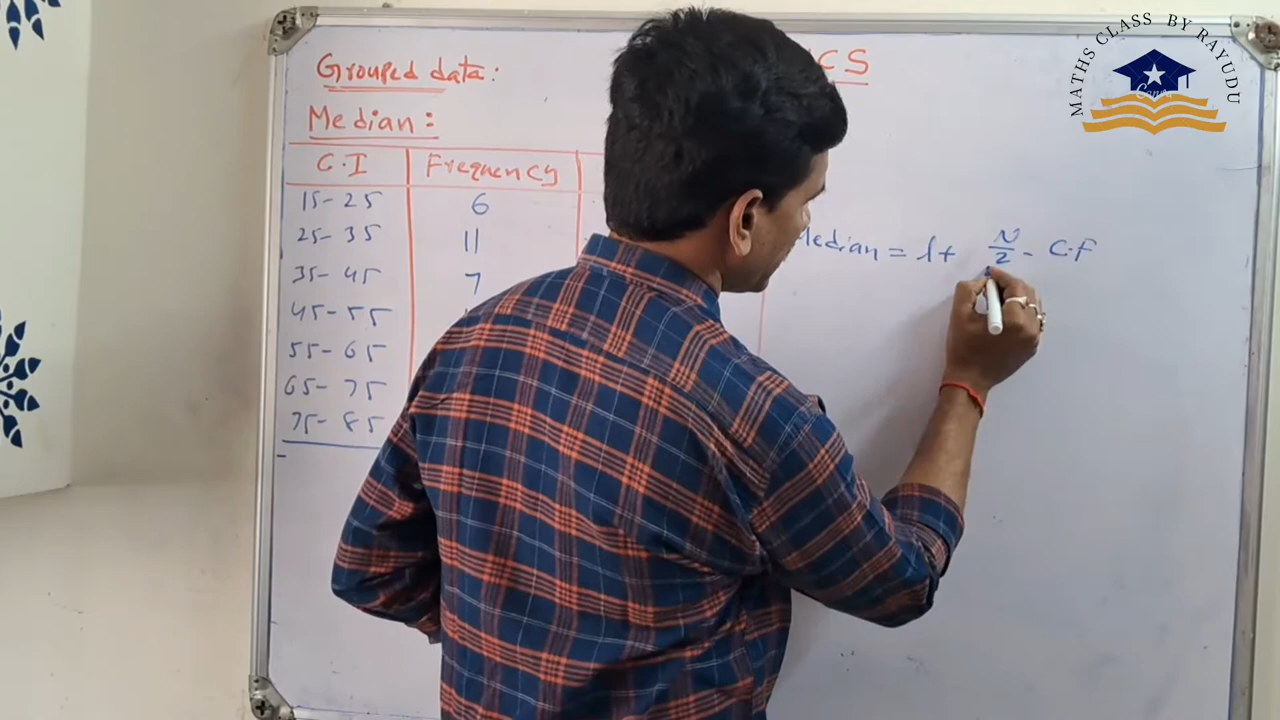 MATHS CLASS BY RAYUDU
Canva
Grouped data:
CS
Median:
C.I Frequency
15-25 6
25-35 11
35-45 7
45-55
55-65
65-75
75-85
Median = l + N/2 - C.F